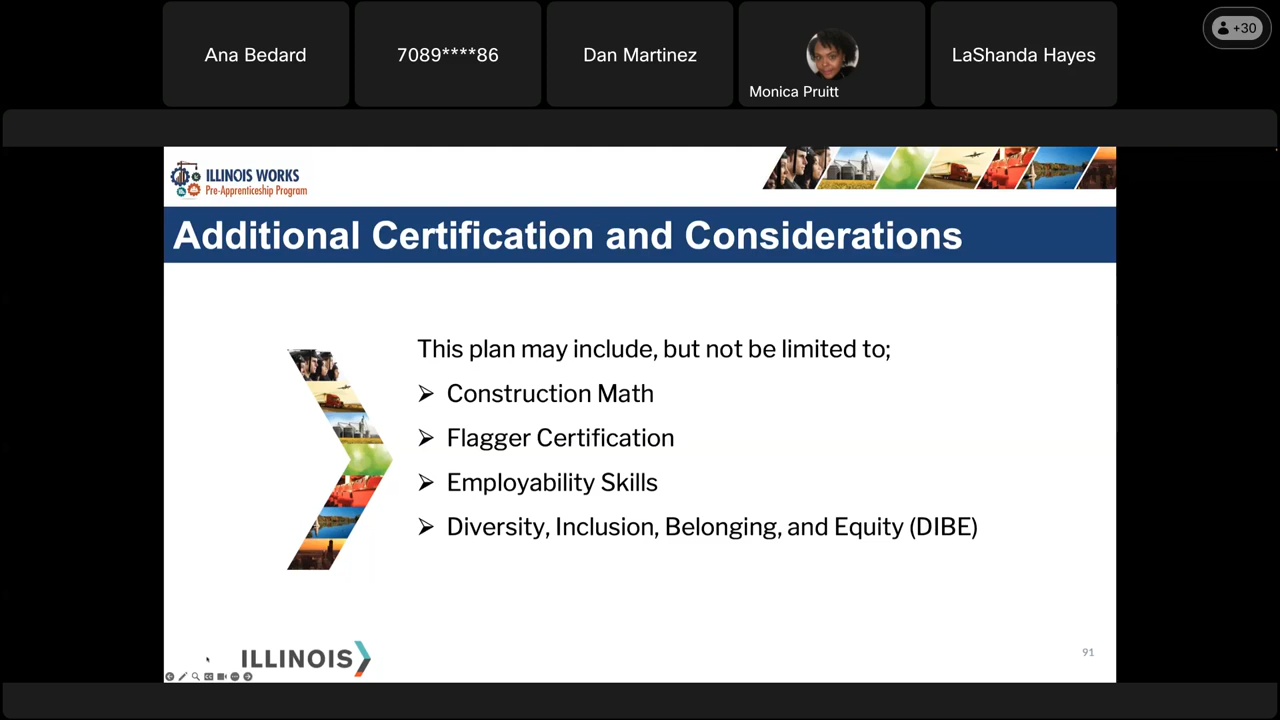 Ana Bedard
7089****86
Dan Martinez
Monica Pruitt
LaShanda Hayes
+30
ILLINOIS WORKS
Pre-Apprenticeship Program
Additional Certification and Considerations
This plan may include, but not be limited to;
➢ Construction Math
➢ Flagger Certification
➢ Employability Skills
➢ Diversity, Inclusion, Belonging, and Equity (DIBE)
ILLINOIS
91